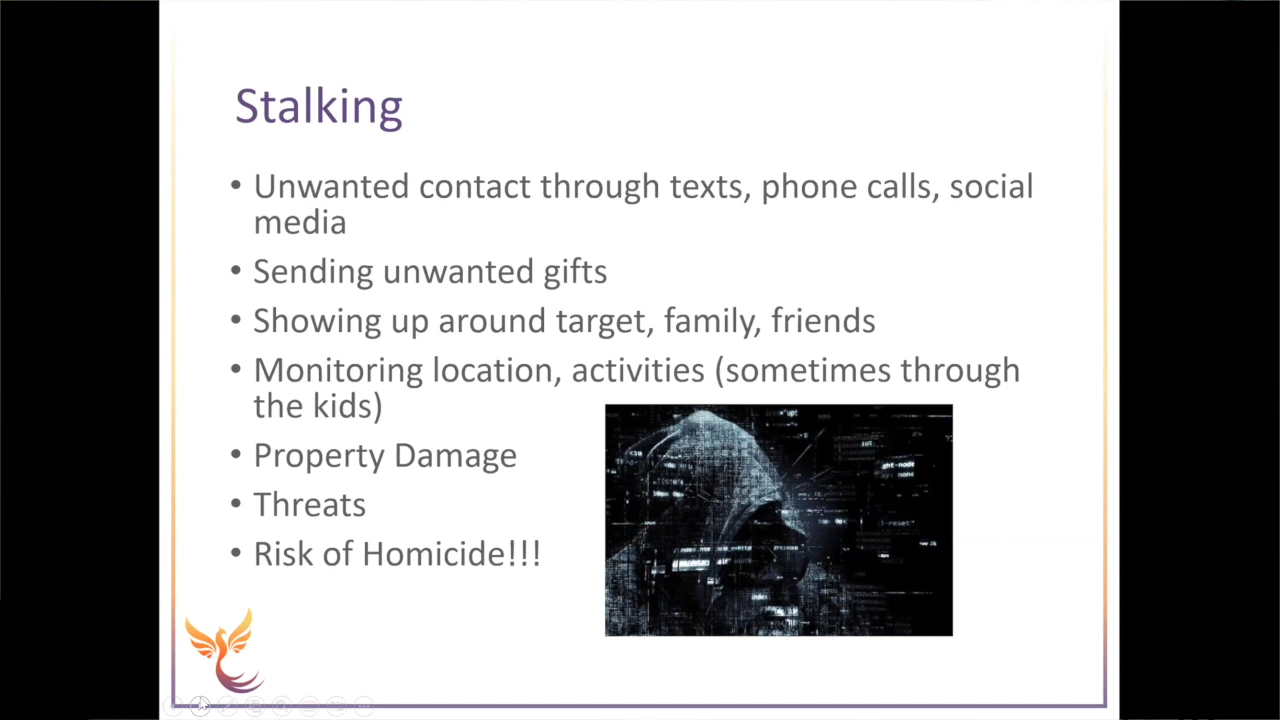 Stalking
• Unwanted contact through texts, phone calls, social
media
• Sending unwanted gifts
• Showing up around target, family, friends
• Monitoring location, activities (sometimes through
the kids)
• Property Damage
• Threats
• Risk of Homicide!!!